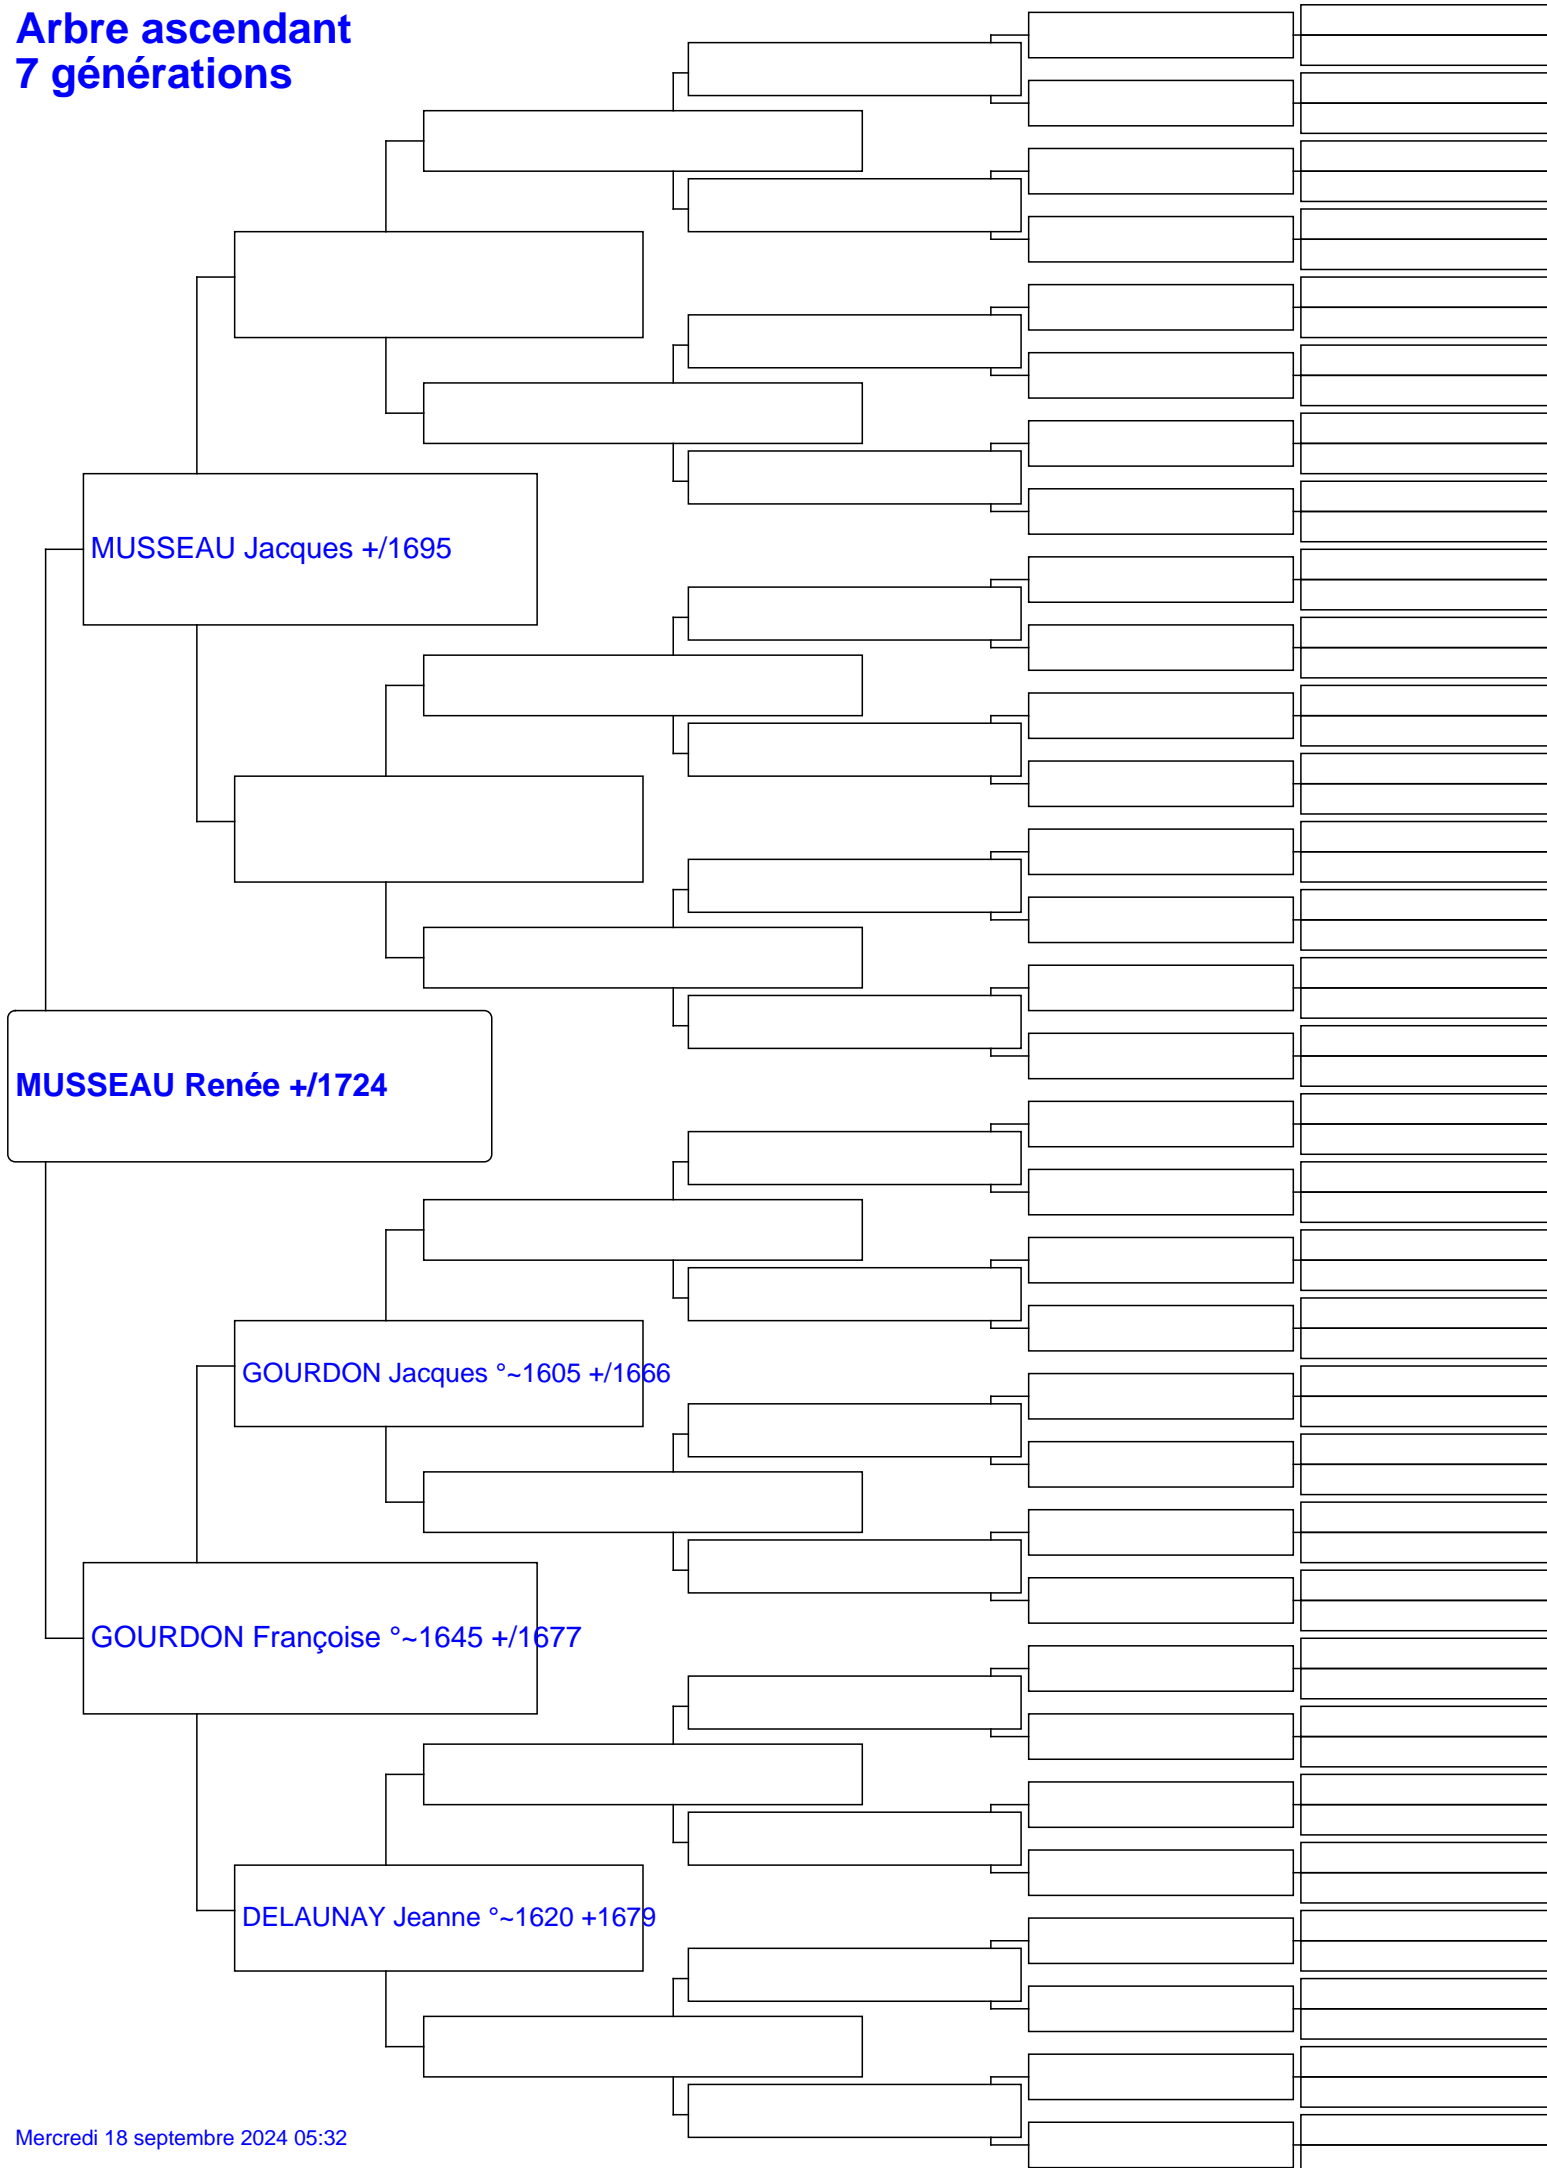 Arbre ascendant
7 générations
MUSSEAU Jacques +/1695
MUSSEAU Renée +/1724
GOURDON Jacques °~1605 +/1666
GOURDON Françoise °~1645 +/1677
DELAUNAY Jeanne °~1620 +1679
Mercredi 18 septembre 2024 05:32